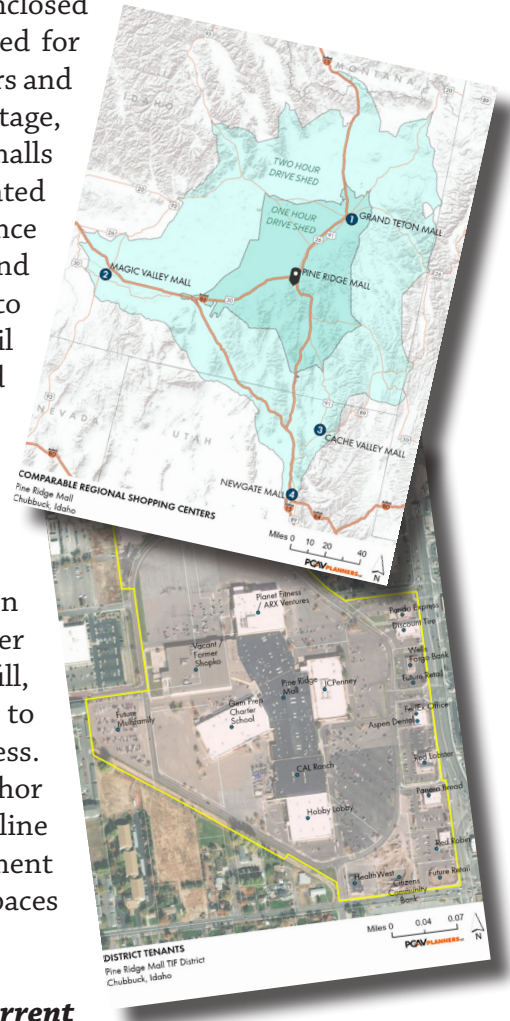 nclosed
ed for
rs and
tage,
malls
nted
nce
nd
to
il
d
n
er
ill,
to
ess.
hor
line
ment
paces
rrent
MONTANA
IDAHO
TWO HOUR
DRIVE SHED
ONE HOUR
DRIVE SHED
1 GRAND TETON MALL
PINE RIDGE MALL
2 MAGIC VALLEY MALL
NEVADA
UTAH
3 CACHE VALLEY MALL
NEWGATE MALL 4
COMPARABLE REGIONAL SHOPPING CENTERS
Pine Ridge Mall
Chubbuck, Idaho
Miles 0 10 20 40
PGAV PLANNERS
N
Planet Fitness
ARX Ventures
Vacant /
Former
Shopko
Pine Ridge
Mall
JCPenney
Gem Prep
Charter
School
Future
Multifamily
CAL Ranch
Hobby Lobby
Panda Express
Discount Tire
Wells
Fargo Bank
Future Retail
FedEx Office
Aspen Dental
Red Lobster
Panera Bread
Red Robin
Future Retail
HealthWest
Citizens
Community
Bank
DISTRICT TENANTS
Pine Ridge Mall TIF District
Chubbuck, Idaho
Miles 0 0.04 0.07
PGAV PLANNERS
N